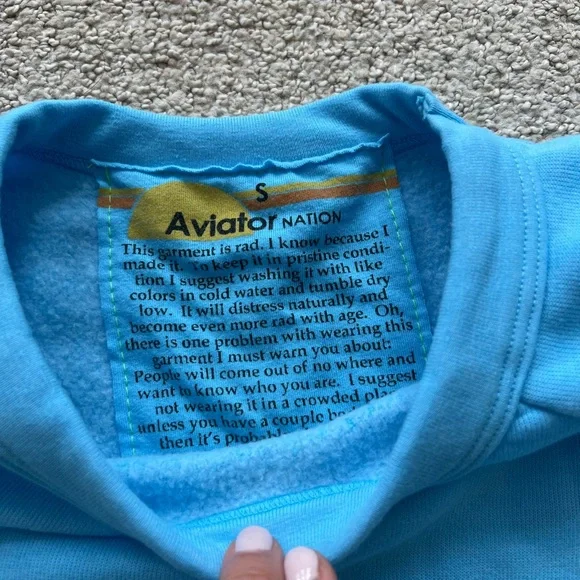 S
Aviator NATION
This garment is rad. I know because I
made it. To keep it in pristine condi-
tion I suggest washing it with like
colors in cold water and tumble dry
low. It will distress naturally and
become even more rad with age. Oh,
there is one problem with wearing this
garment I must warn you about:
People will come out of no where and
want to know who you are. I suggest
not wearing it in a crowded
unless you have a couple
then it's